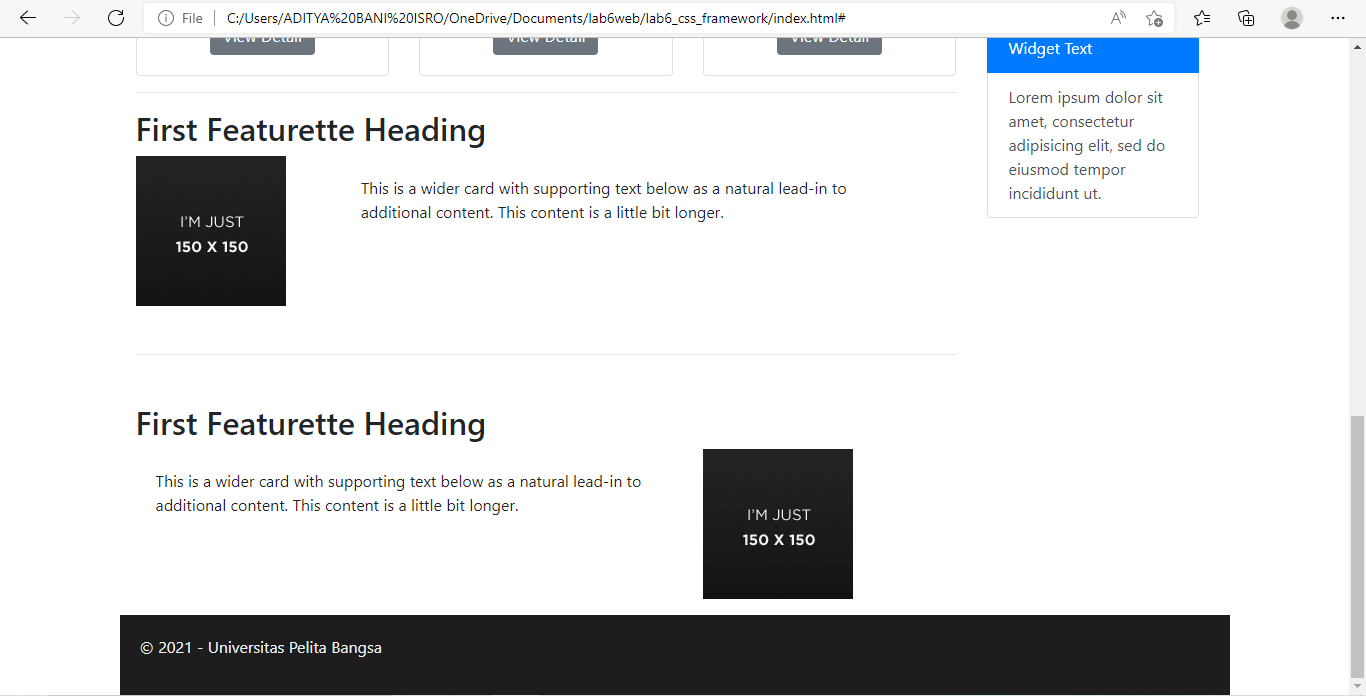 File
C:/Users/ADITYA%20BANI%20ISRO/OneDrive/Documents/lab6web/lab6_css_framework/index.html#
View Detail
View Detail
View Detail
Widget Text
Lorem ipsum dolor sit
amet, consectetur
adipisicing elit, sed do
eiusmod tempor
incididunt ut.
First Featurette Heading
I'M JUST
150 X 150
This is a wider card with supporting text below as a natural lead-in to
additional content. This content is a little bit longer.
First Featurette Heading
This is a wider card with supporting text below as a natural lead-in to
additional content. This content is a little bit longer.
I'M JUST
150 X 150
© 2021 - Universitas Pelita Bangsa